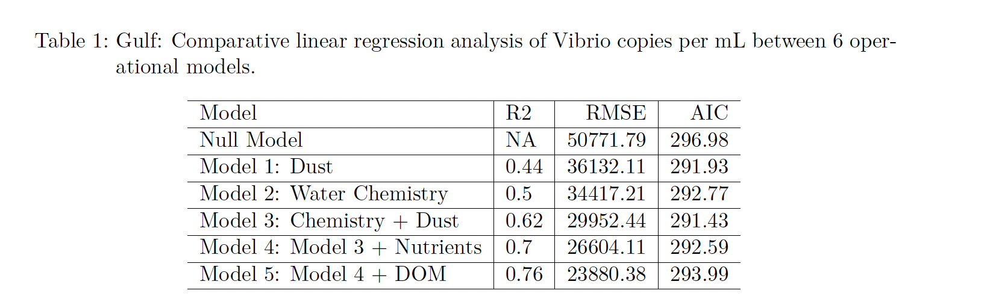 Table 1: Gulf: Comparative linear regression analysis of Vibrio copies per mL between 6 oper-
ational models.
Model R2 RMSE AIC
Null Model NA 50771.79 296.98
Model 1: Dust 0.44 36132.11 291.93
Model 2: Water Chemistry 0.5 34417.21 292.77
Model 3: Chemistry + Dust 0.62 29952.44 291.43
Model 4: Model 3 + Nutrients 0.7 26604.11 292.59
Model 5: Model 4 + DOM 0.76 23880.38 293.99